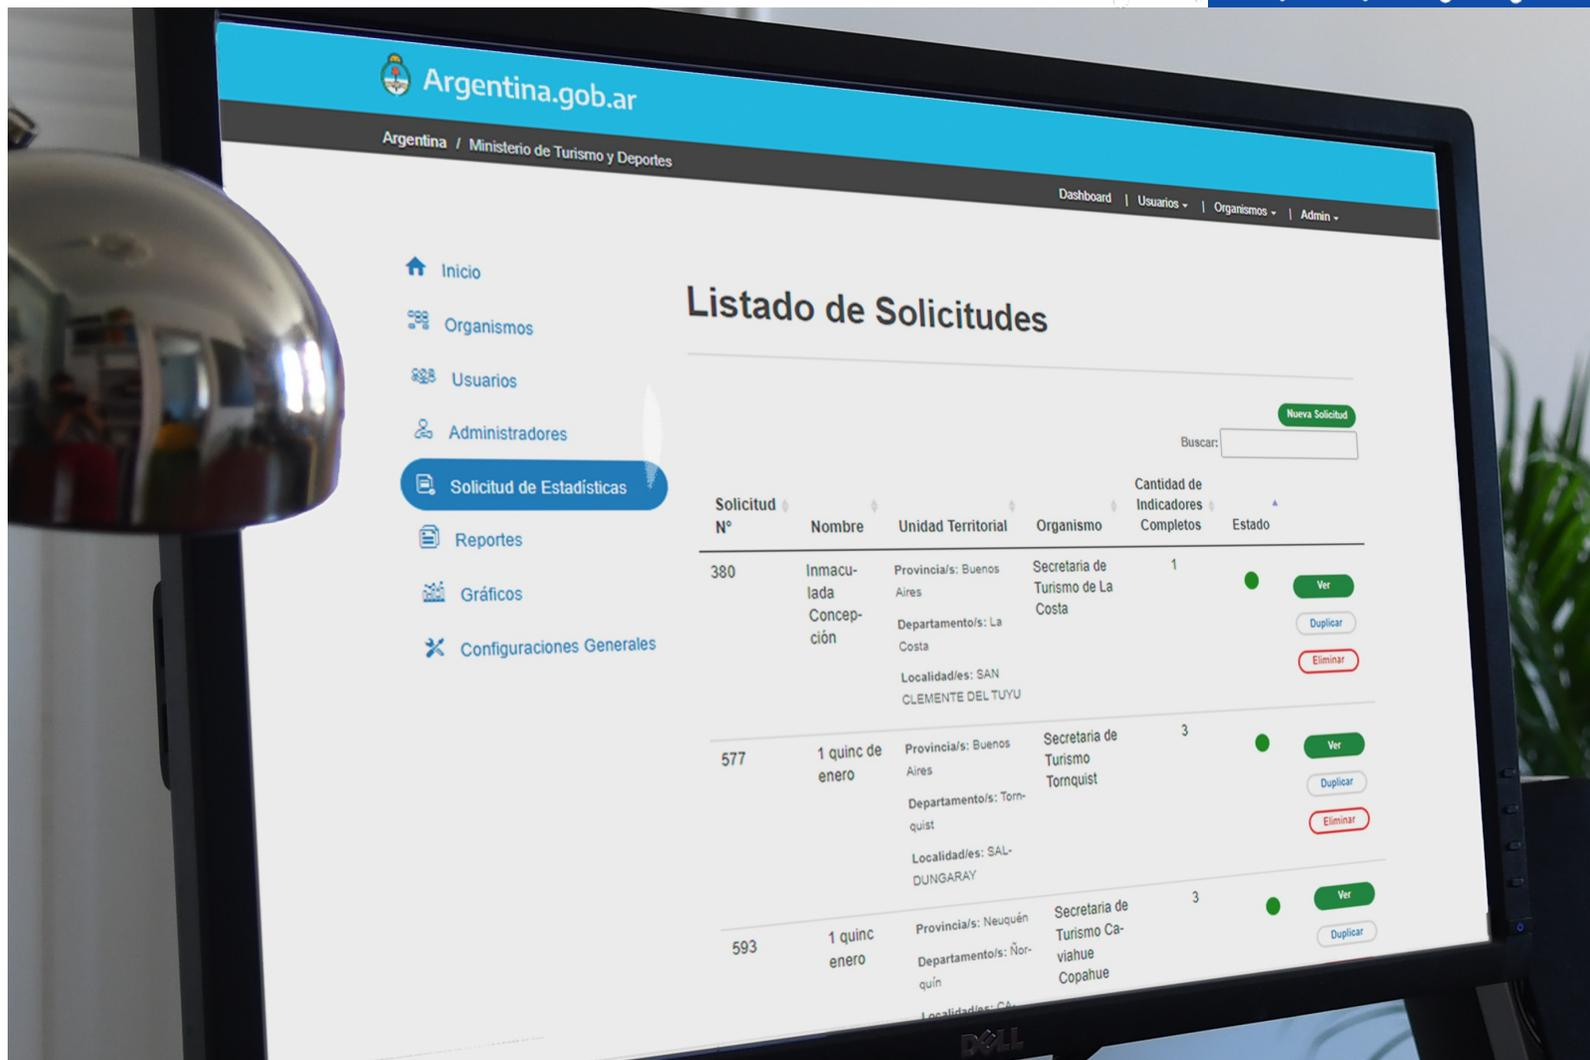 Argentina.gob.ar
Argentina / Ministerio de Turismo y Deportes
Dashboard | Usuarios | Organismos | Admin
Inicio
Organismos
Usuarios
Administradores
Solicitud de Estadísticas
Reportes
Gráficos
Configuraciones Generales
Listado de Solicitudes
Nueva Solicitud
Buscar:
Solicitud
N°
Nombre
Unidad Territorial
Organismo
Cantidad de
Indicadores
Completos
Estado
380
Inmacu-
lada
Concep-
ción
Provincia/s: Buenos
Aires
Departamento/s: La
Costa
Localidad/es: SAN
CLEMENTE DEL TUYU
Secretaria de
Turismo de La
Costa
1
Ver
Duplicar
Eliminar
577
1 quinc de
enero
Provincia/s: Buenos
Aires
Departamento/s: Torn-
quist
Localidad/es: SAL-
DUNGARAY
Secretaria de
Turismo
Tornquist
3
Ver
Duplicar
Eliminar
593
1 quinc
enero
Provincia/s: Neuquén
Departamento/s: Ñor-
quín
Localidad/es: CA-
Secretaria de
Turismo Ca-
viahue
Copahue
3
Ver
Duplicar
DELL